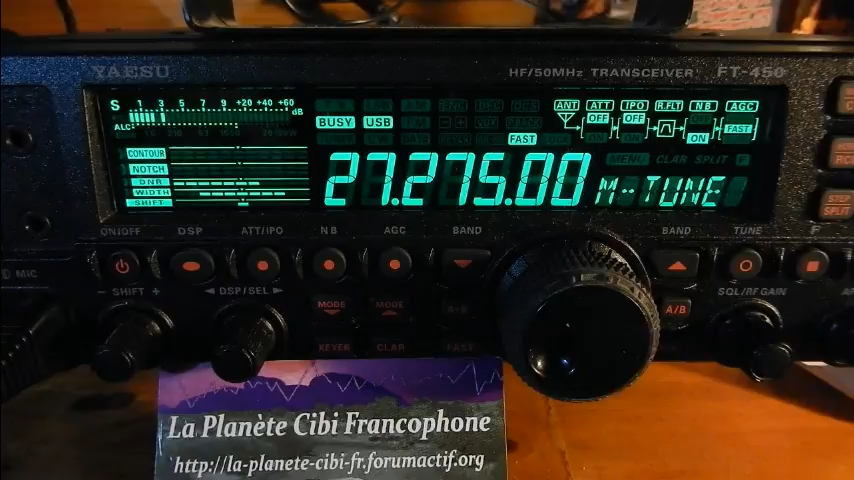 YAESU
HF/50MHz TRANSCEIVER FT-450
S 1 3 5 7 9 +20 +40 +60 dB
ALC
BUSY USB
FAST
ANT ATT IPO R.FLT NB AGC
OFF OFF ON FAST
CONTOUR
NOTCH
DNR
WIDTH
SHIFT
MENU CLAR SPLIT F
27.275.00 M-TUNE
STEP
SPLIT
ON/OFF DSP ATT/IPO NB AGC BAND BAND TUNE F
MIC
- SHIFT + ◄ DSP/SEL ► MODE MODE A-B A/B SQL/RF GAIN
KEYER CLAR FAST
La Planète Cibi Francophone
http://la-planete-cibi-fr.forumactif.org